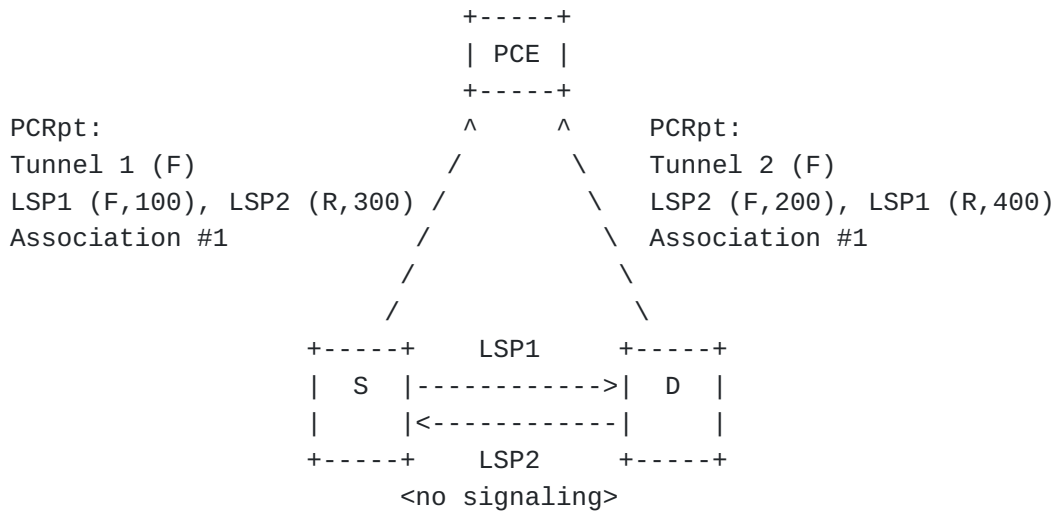 PCE
PCRpt: PCRpt:
Tunnel 1 (F) Tunnel 2 (F)
LSP1 (F,100), LSP2 (R,300) LSP2 (F,200), LSP1 (R,400)
Association #1 Association #1
LSP1
S D
LSP2
<no signaling>